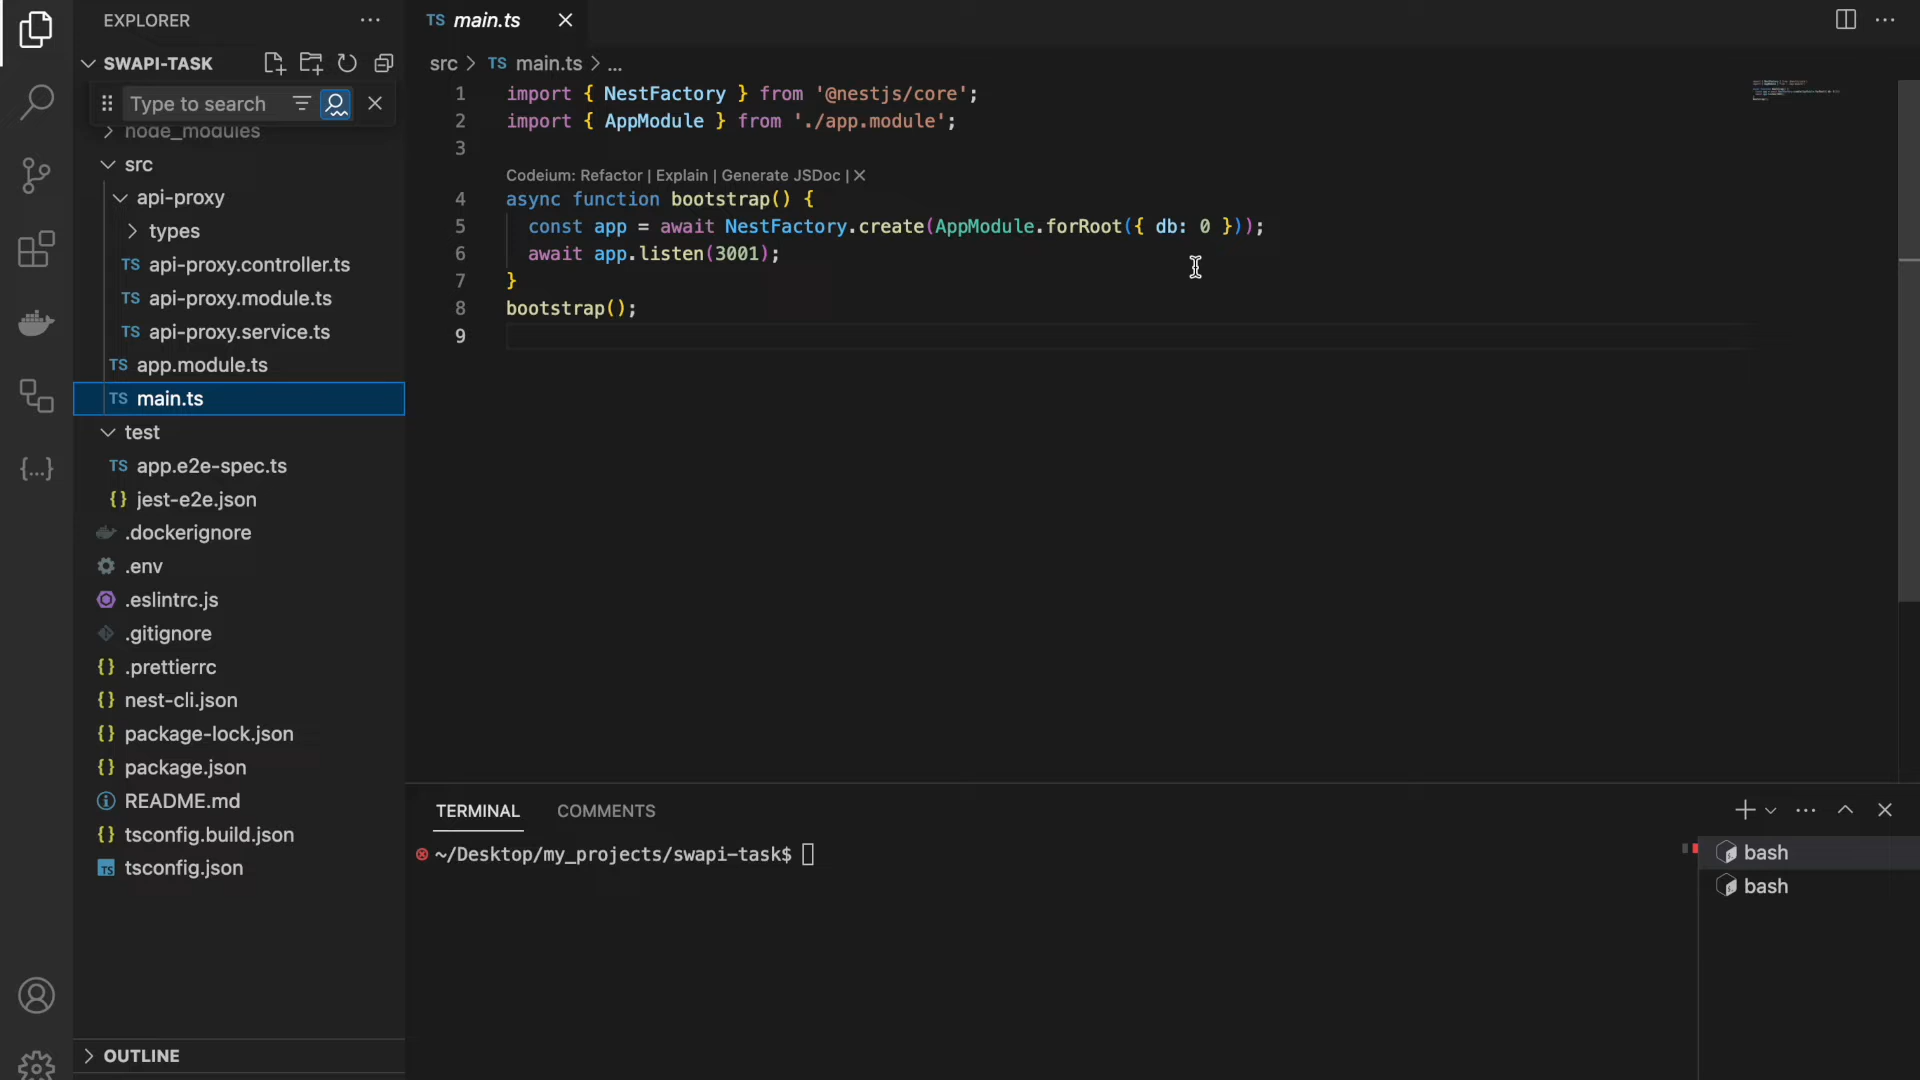 EXPLORER
SWAPI-TASK
Type to search
node_modules
src
api-proxy
types
TS api-proxy.controller.ts
TS api-proxy.module.ts
TS api-proxy.service.ts
TS app.module.ts
TS main.ts
test
TS app.e2e-spec.ts
{} jest-e2e.json
.dockerignore
.env
.eslintrc.js
.gitignore
{} .prettierrc
{} nest-cli.json
{} package-lock.json
{} package.json
README.md
{} tsconfig.build.json
TS tsconfig.json
OUTLINE
TS main.ts
src > TS main.ts > ...
1 import { NestFactory } from '@nestjs/core';
2 import { AppModule } from './app.module';
3
Codeium: Refactor | Explain | Generate JSDoc | X
4 async function bootstrap() {
5 const app = await NestFactory.create(AppModule.forRoot({ db: 0 }));
6 await app.listen(3001);
7 }
8 bootstrap();
9
TERMINAL COMMENTS
~/Desktop/my_projects/swapi-task$
bash
bash